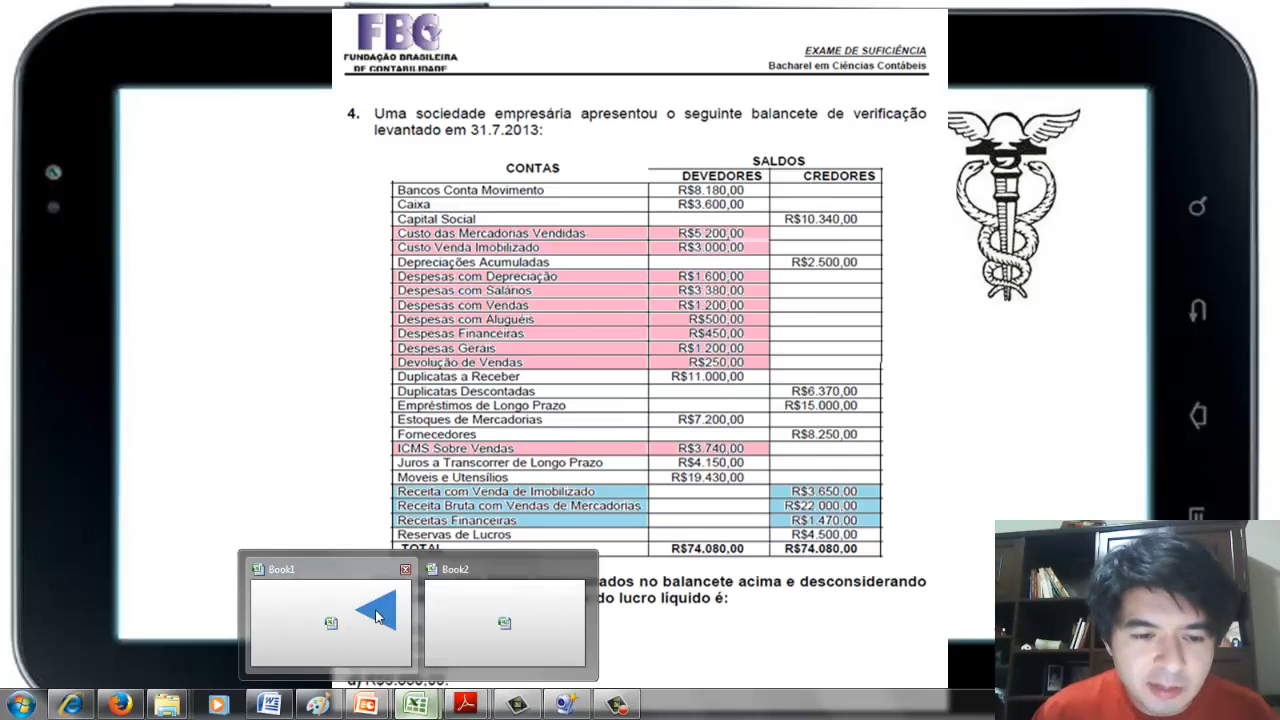 FBC
FUNDAÇÃO BRASILEIRA
DE CONTABILIDADE
EXAME DE SUFICIÊNCIA
Bacharel em Ciências Contábeis
4. Uma sociedade empresária apresentou o seguinte balancete de verificação
levantado em 31.7.2013:
CONTAS SALDOS
DEVEDORES CREDORES
Bancos Conta Movimento R$8.180,00
Caixa R$3.600,00
Capital Social R$10.340,00
Custo das Mercadorias Vendidas R$5.200,00
Custo Venda Imobilizado R$3.000,00
Depreciações Acumuladas R$2.500,00
Despesas com Depreciação R$1.600,00
Despesas com Salários R$3.380,00
Despesas com Vendas R$1.200,00
Despesas com Aluguéis R$500,00
Despesas Financeiras R$450,00
Despesas Gerais R$1.200,00
Devolução de Vendas R$250,00
Duplicatas a Receber R$11.000,00
Duplicatas Descontadas R$6.370,00
Empréstimos de Longo Prazo R$15.000,00
Estoques de Mercadorias R$7.200,00
Fornecedores R$8.250,00
ICMS Sobre Vendas R$3.740,00
Juros a Transcorrer de Longo Prazo R$4.150,00
Moveis e Utensílios R$19.430,00
Receita com Venda de Imobilizado R$3.650,00
Receita Bruta com Vendas de Mercadorias R$22.000,00
Receitas Financeiras R$1.470,00
Reservas de Lucros R$4.500,00
TOTAL R$74.080,00 R$74.080,00
ados no balancete acima e desconsiderando
do lucro líquido é:
Book1 Book2